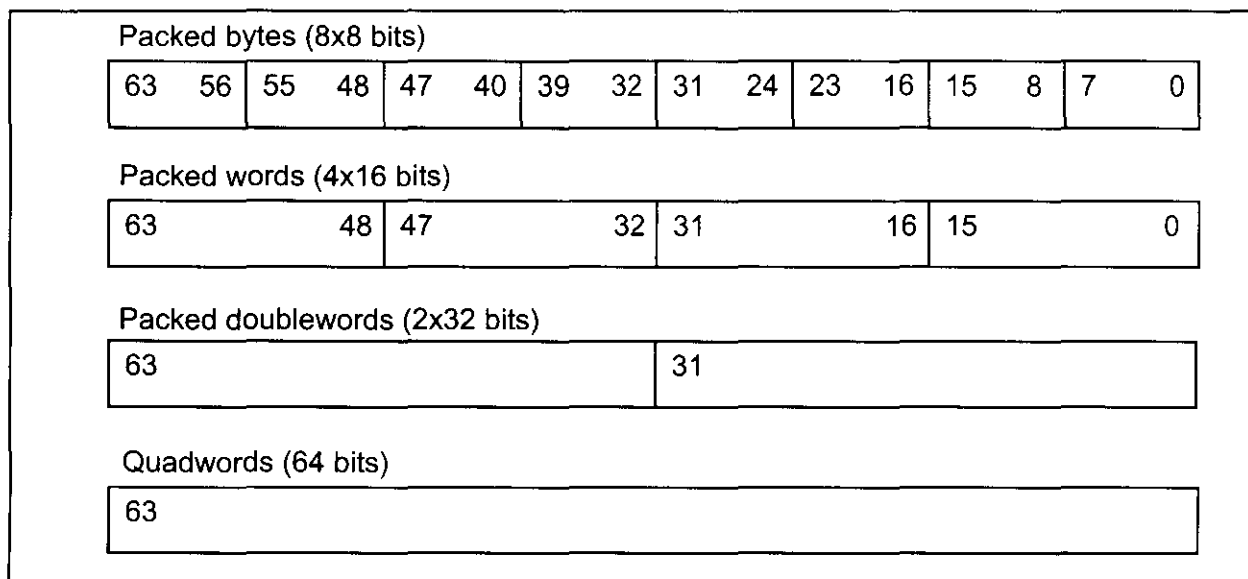 Packed bytes (8x8 bits)
63 56 55 48 47 40 39 32 31 24 23 16 15 8 7 0
Packed words (4x16 bits)
63 48 47 32 31 16 15 0
Packed doublewords (2x32 bits)
63 31
Quadwords (64 bits)
63